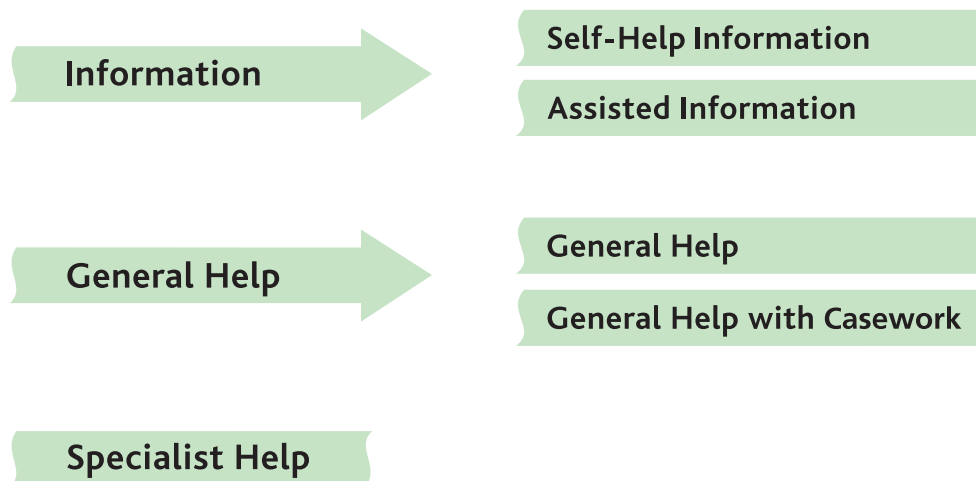 Information
Self-Help Information
Assisted Information
General Help
General Help
General Help with Casework
Specialist Help